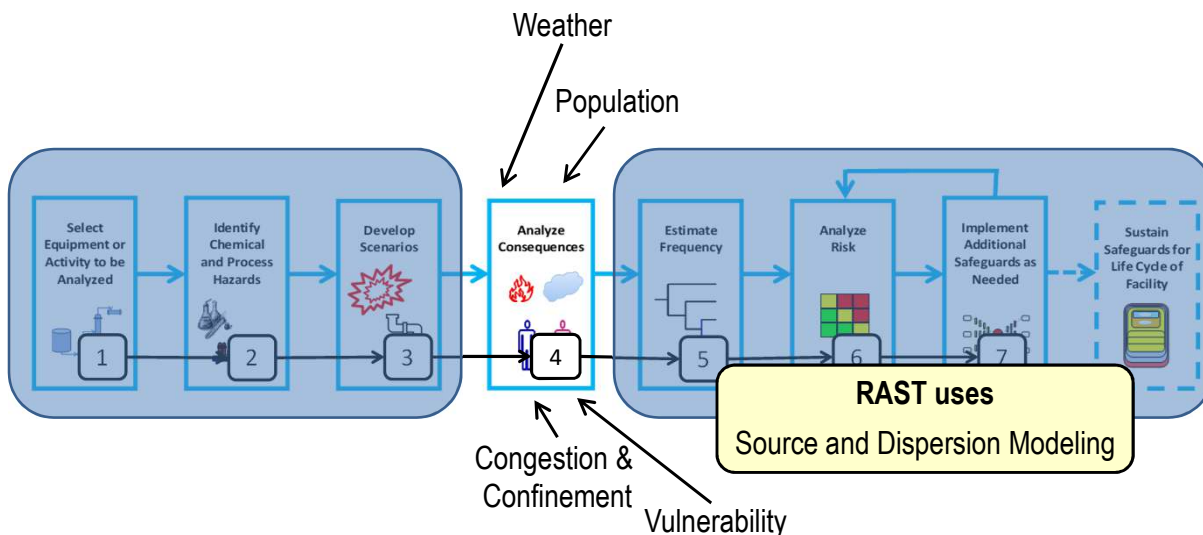 Weather
Population
Select
Equipment or
Activity to be
Analyzed
Identify
Chemical
and Process
Hazards
Develop
Scenarios
Analyze
Consequences
Estimate
Frequency
Analyze
Risk
Implement
Additional
Safeguards as
Needed
Sustain
Safeguards for
Life Cycle of
Facility
1
2
3
4
5
6
7
RAST uses
Source and Dispersion Modeling
Congestion &
Confinement
Vulnerability